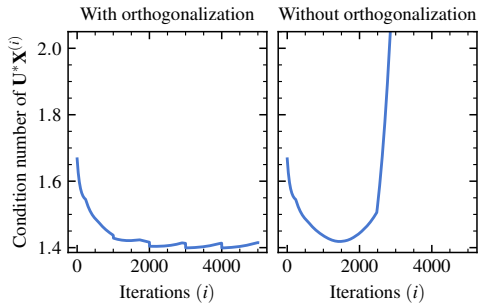 With orthogonalization
Without orthogonalization
Condition number of U*X^(i)
2.0
1.8
1.6
1.4
0
2000
4000
0
2000
4000
Iterations (i)
Iterations (i)